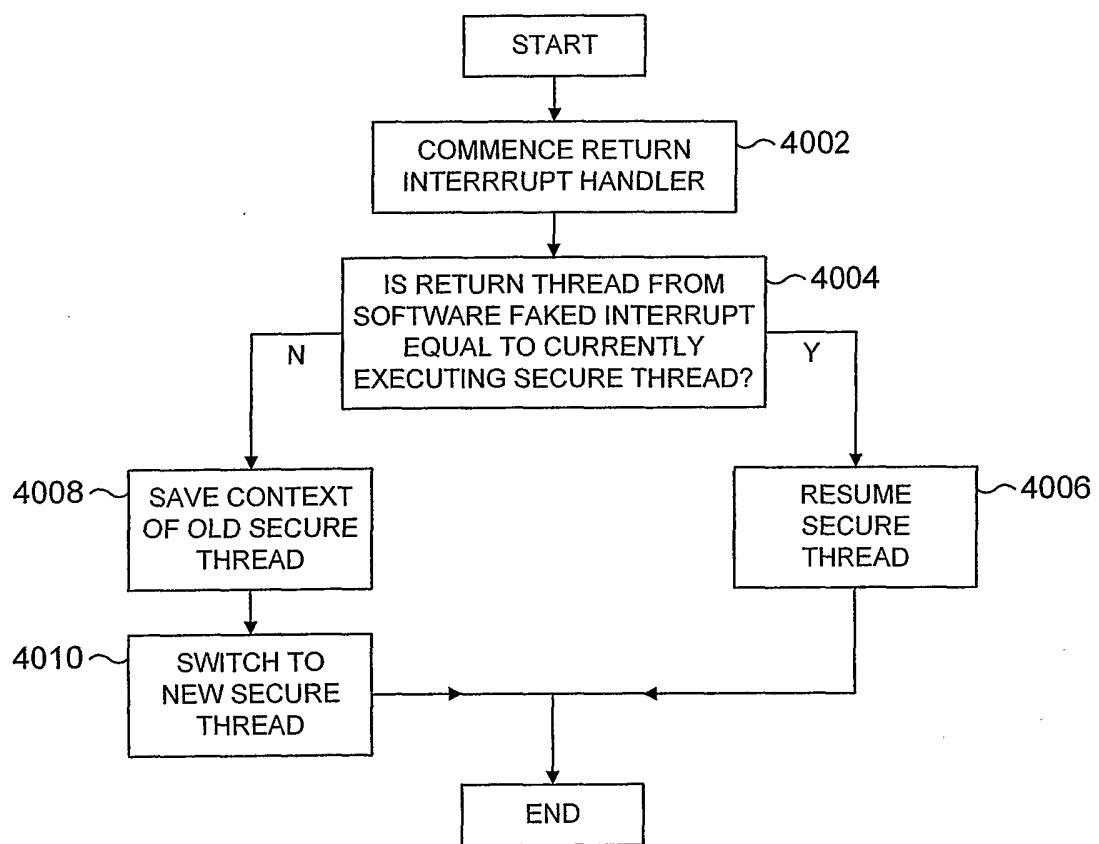 START
COMMENCE RETURN
INTERRRUPT HANDLER
4002
IS RETURN THREAD FROM
SOFTWARE FAKED INTERRUPT
EQUAL TO CURRENTLY
EXECUTING SECURE THREAD?
4004
N
Y
4008
SAVE CONTEXT
OF OLD SECURE
THREAD
RESUME
SECURE
THREAD
4006
4010
SWITCH TO
NEW SECURE
THREAD
END